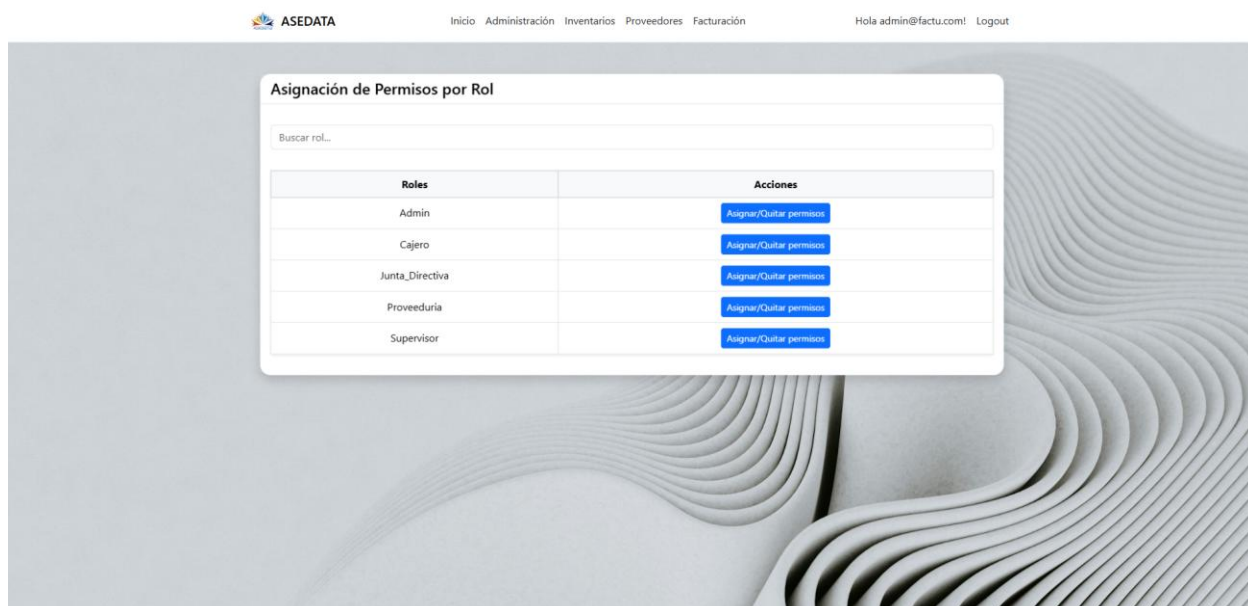 ASEDATA Inicio Administración Inventarios Proveedores Facturación Hola admin@factu.com! Logout
Asignación de Permisos por Rol
Buscar rol...
Roles Acciones
Admin Asignar/Quitar permisos
Cajero Asignar/Quitar permisos
Junta_Directiva Asignar/Quitar permisos
Proveeduria Asignar/Quitar permisos
Supervisor Asignar/Quitar permisos